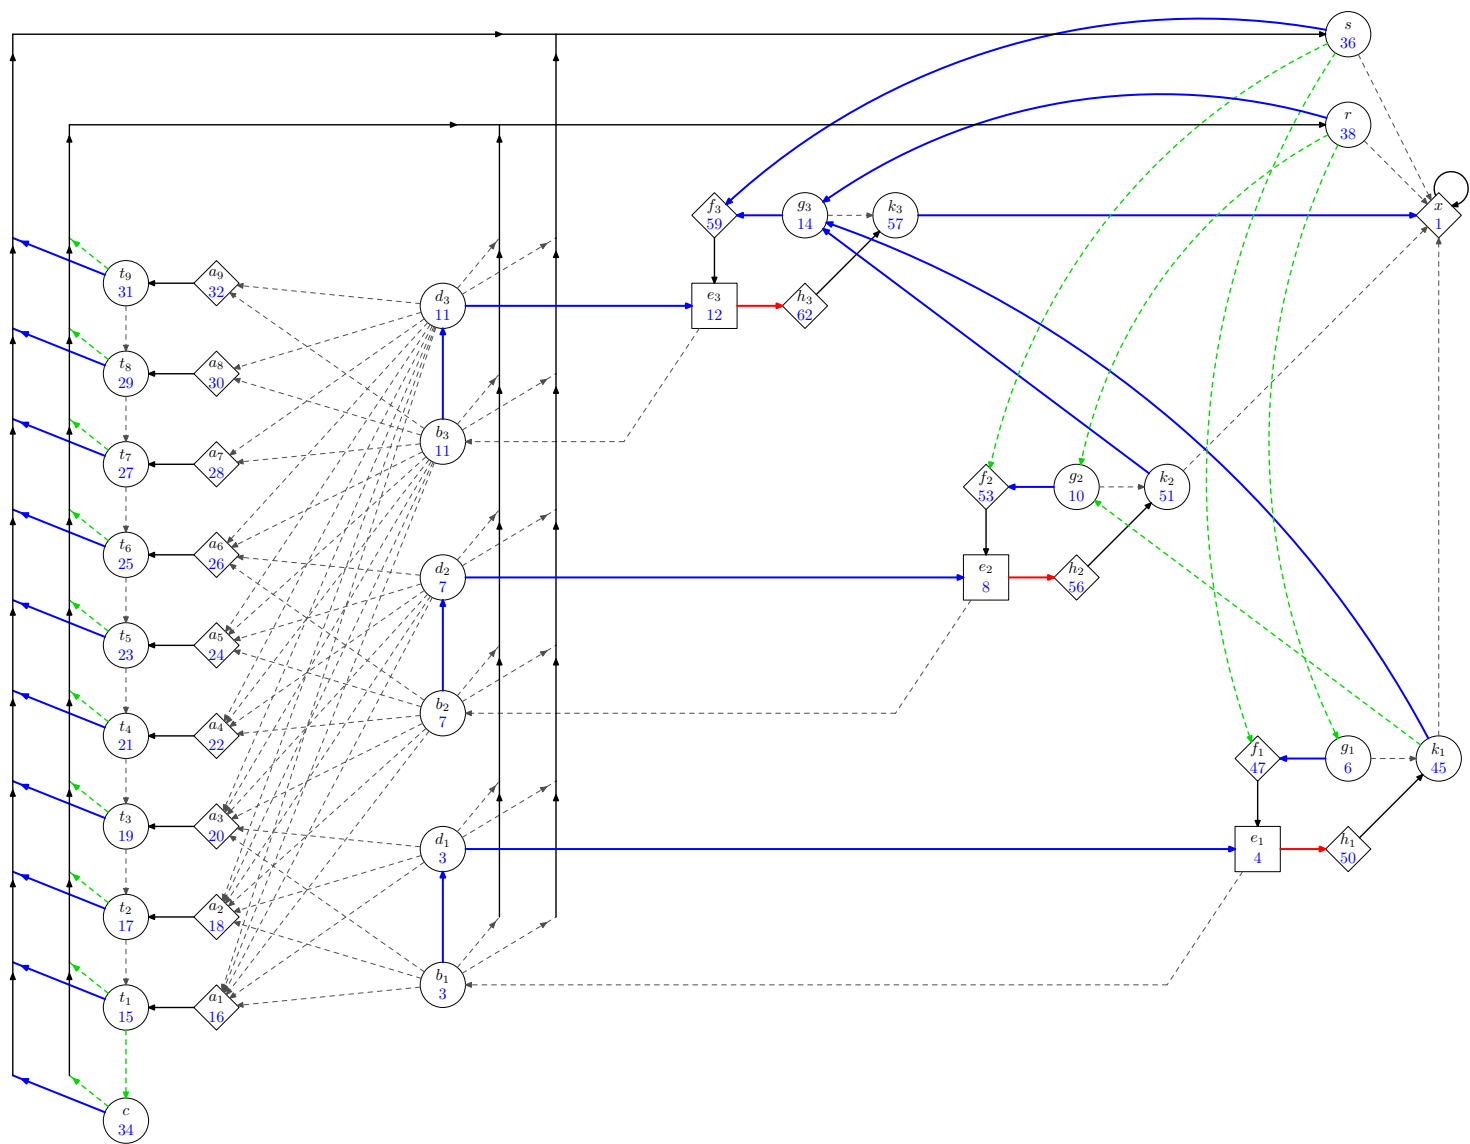 s
36
r
38
x
1
f₃
59
g₃
14
k₃
57
t₉
31
a₉
32
d₃
11
e₃
12
h₃
62
t₈
29
a₈
30
b₃
11
t₇
27
a₇
28
f₂
53
g₂
10
k₂
51
t₆
25
a₆
26
d₂
7
e₂
8
h₂
56
t₅
23
a₅
24
b₂
7
t₄
21
a₄
22
f₁
47
g₁
6
k₁
45
t₃
19
a₃
20
d₁
3
e₁
4
h₁
50
t₂
17
a₂
18
b₁
3
t₁
15
a₁
16
c
34